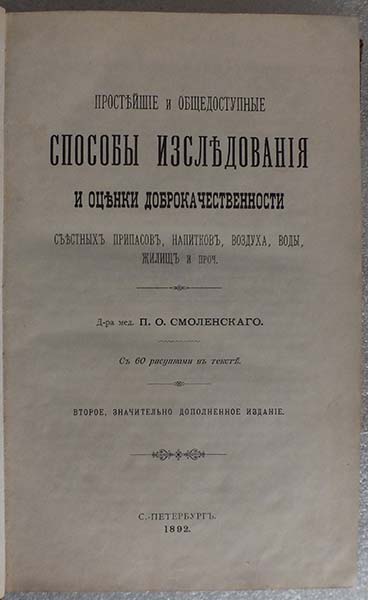 ПРОСТѢЙШІЕ и ОБЩЕДОСТУПНЫЕ
СПОСОБЫ ИЗСЛѢДОВАНІЯ
И ОЦѢНКИ ДОБРОКАЧЕСТВЕННОСТИ
СЪѢСТНЫХЪ ПРИПАСОВЪ, НАПИТКОВЪ, ВОЗДУХА, ВОДЫ,
ЖИЛИЩЪ И ПРОЧ.
Д-ра мед. П. О. СМОЛЕНСКАГО.
Съ 60 рисунками въ текстѣ.
ВТОРОЕ, ЗНАЧИТЕЛЬНО ДОПОЛНЕННОЕ ИЗДАНІЕ.
С.-ПЕТЕРБУРГЪ.
1892.